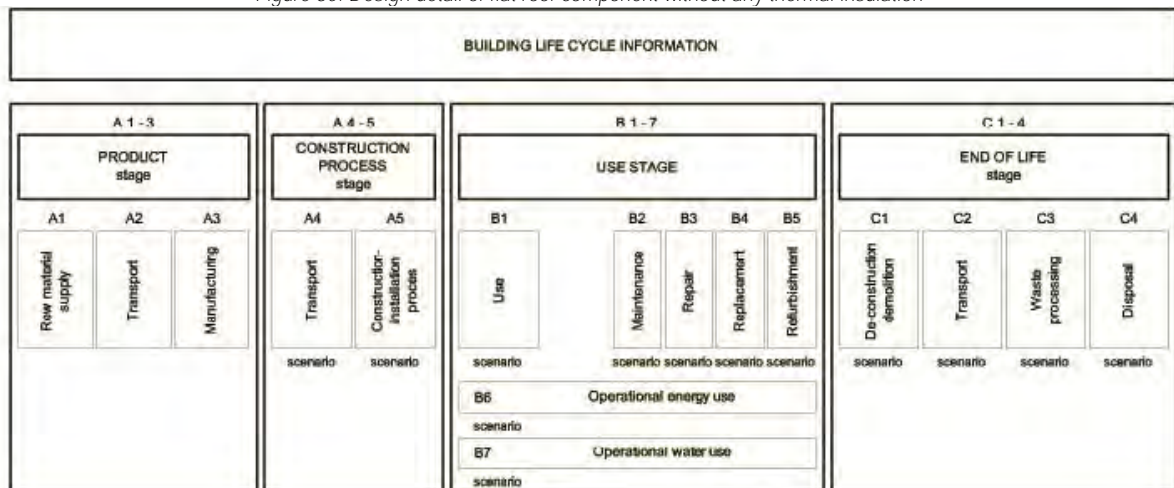 Design detail of flat roof component without any thermal insulation
BUILDING LIFE CYCLE INFORMATION
A 1 - 3
PRODUCT
stage
A1
A2
A3
Raw material
supply
Transport
Manufacturing
A 4 - 5
CONSTRUCTION
PROCESS
stage
A4
A5
Transport
Construction-
installation
proces
scenario
scenario
B 1 - 7
USE STAGE
B1
B2
B3
B4
B5
Use
Maintenance
Repair
Replacement
Refurbishment
scenario
scenario
scenario
scenario
scenario
B6
Operational energy use
scenario
B7
Operational water use
scenario
C 1 - 4
END OF LIFE
stage
C1
C2
C3
C4
De-construction
demolition
Transport
Waste
processing
Disposal
scenario
scenario
scenario
scenario